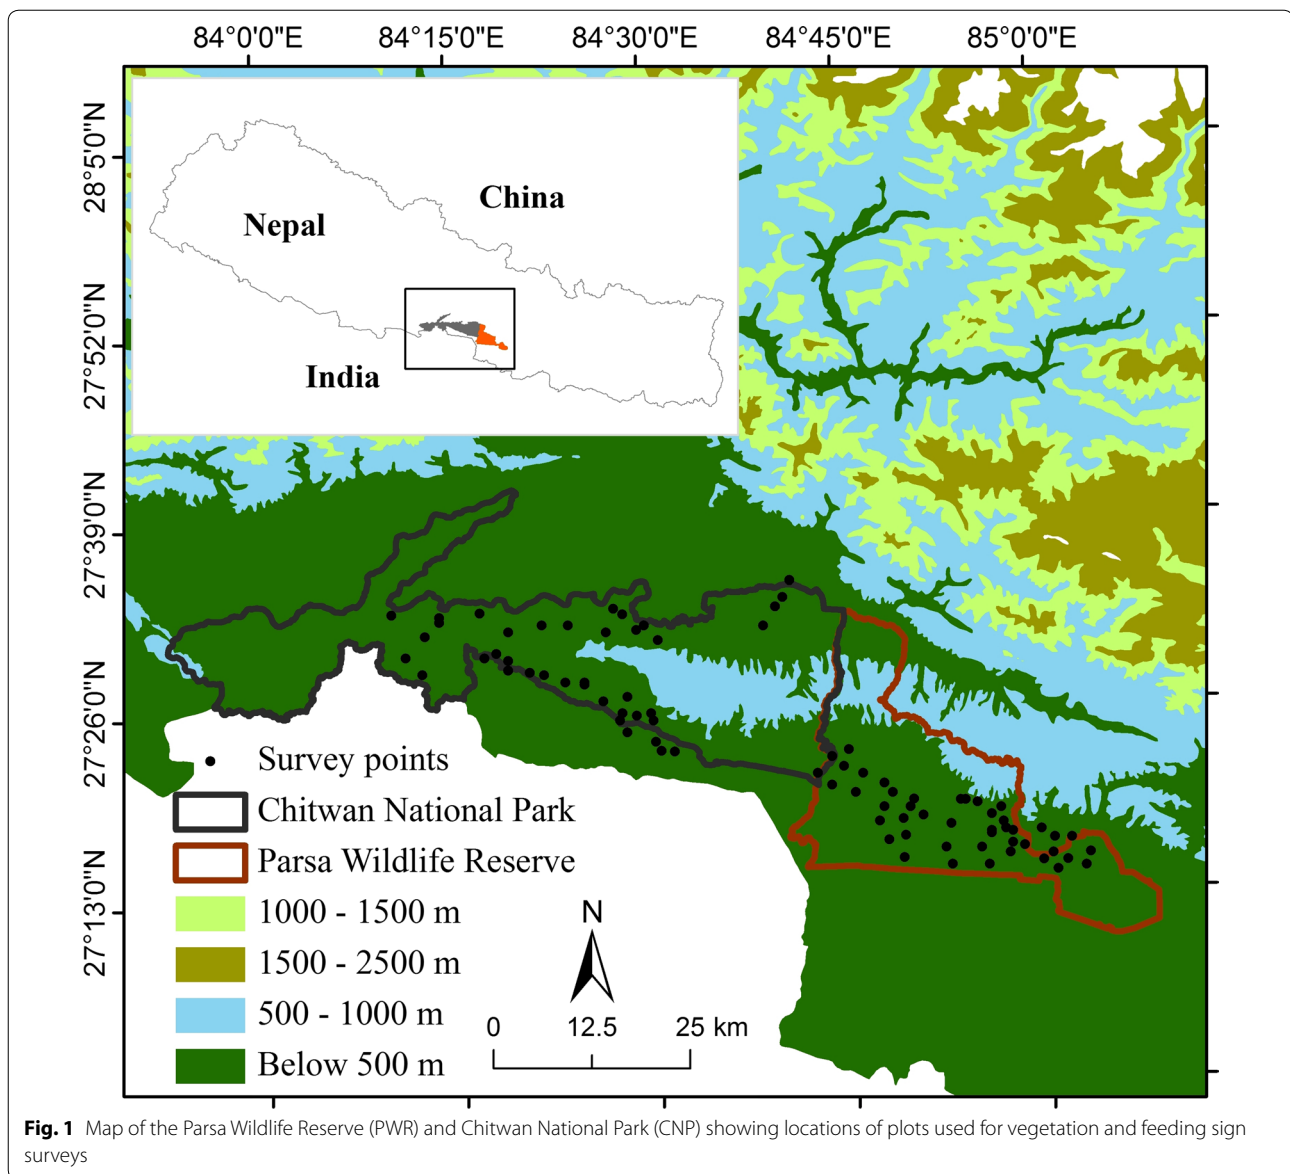 84°0'0"E 84°15'0"E 84°30'0"E 84°45'0"E 85°0'0"E
28°5'0"N
27°52'0"N
27°39'0"N
27°26'0"N
27°13'0"N
China
Nepal
India
Survey points
Chitwan National Park
Parsa Wildlife Reserve
1000 - 1500 m
1500 - 2500 m
500 - 1000 m
Below 500 m
N
0 12.5 25 km
Fig. 1 Map of the Parsa Wildlife Reserve (PWR) and Chitwan National Park (CNP) showing locations of plots used for vegetation and feeding sign
surveys